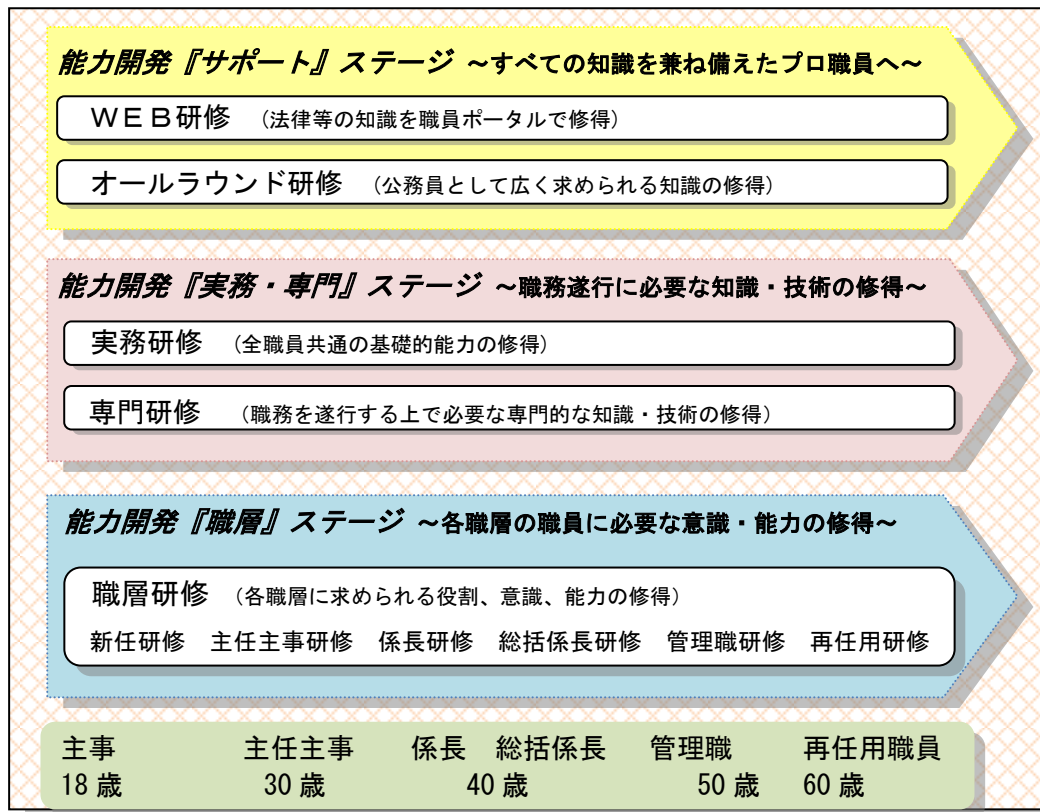 能力開発『サポート』ステージ ～すべての知識を兼ね備えたプロ職員へ～
ＷＥＢ研修 （法律等の知識を職員ポータルで修得）
オールラウンド研修 （公務員として広く求められる知識の修得）
能力開発『実務・専門』ステージ ～職務遂行に必要な知識・技術の修得～
実務研修 （全職員共通の基礎的能力の修得）
専門研修 （職務を遂行する上で必要な専門的な知識・技術の修得）
能力開発『職層』ステージ ～各職層の職員に必要な意識・能力の修得～
職層研修 （各職層に求められる役割、意識、能力の修得）
新任研修 主任主事研修 係長研修 総括係長研修 管理職研修 再任用研修
主事 主任主事 係長 総括係長 管理職 再任用職員
18 歳 30 歳 40 歳 50 歳 60 歳